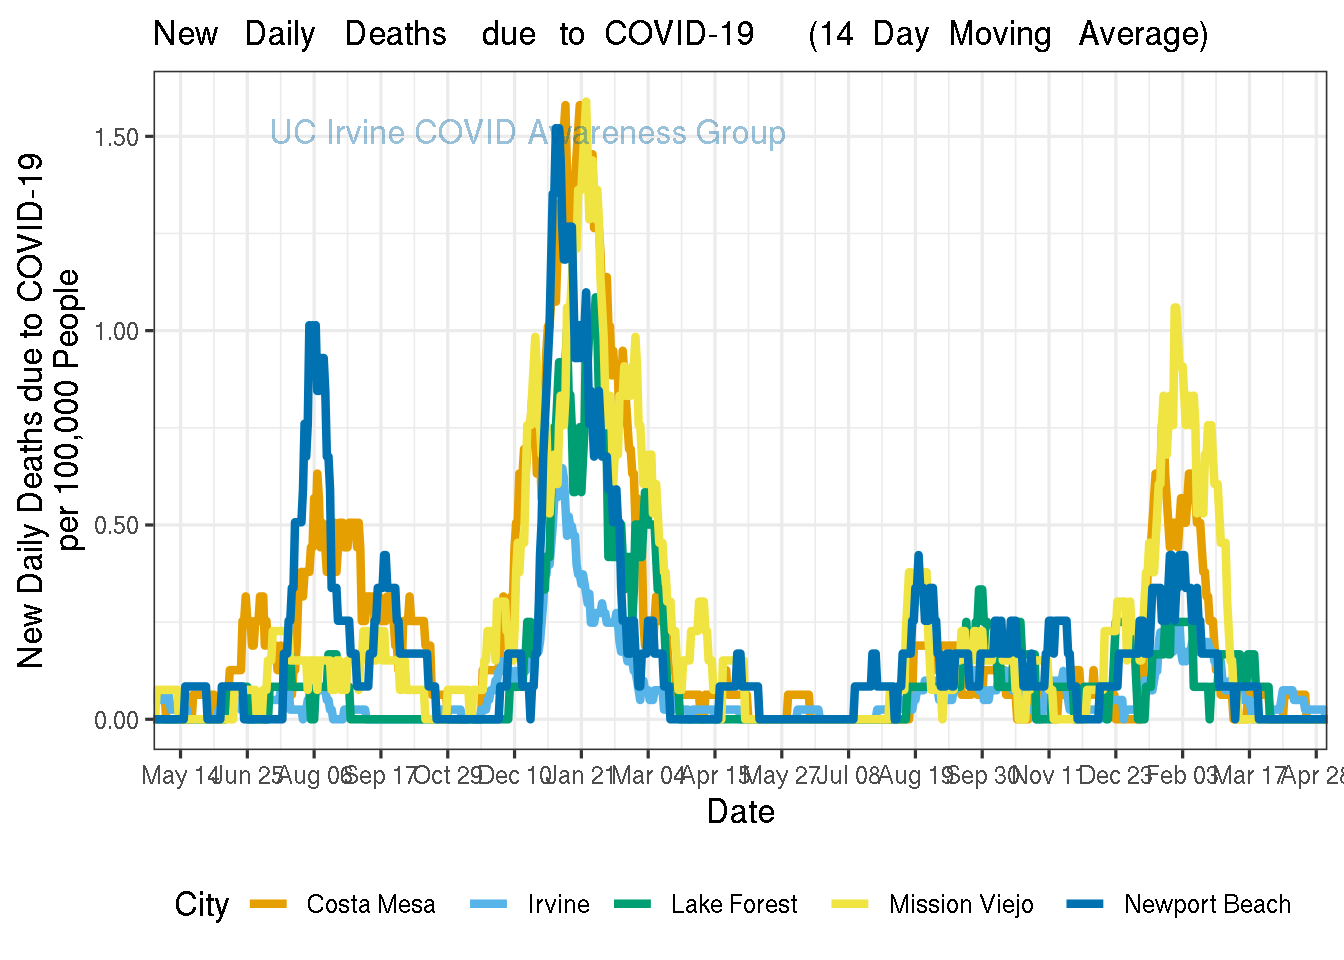 New Daily Deaths due to COVID-19 (14 Day Moving Average)
UC Irvine COVID Awareness Group
New Daily Deaths due to COVID-19
per 100,000 People
1.50
1.00
0.50
0.00
May 14 Jun 25 Aug 06 Sep 17 Oct 29 Dec 10 Jan 21 Mar 04 Apr 15 May 27 Jul 08 Aug 19 Sep 30 Nov 11 Dec 23 Feb 03 Mar 17 Apr 28
Date
City Costa Mesa Irvine Lake Forest Mission Viejo Newport Beach